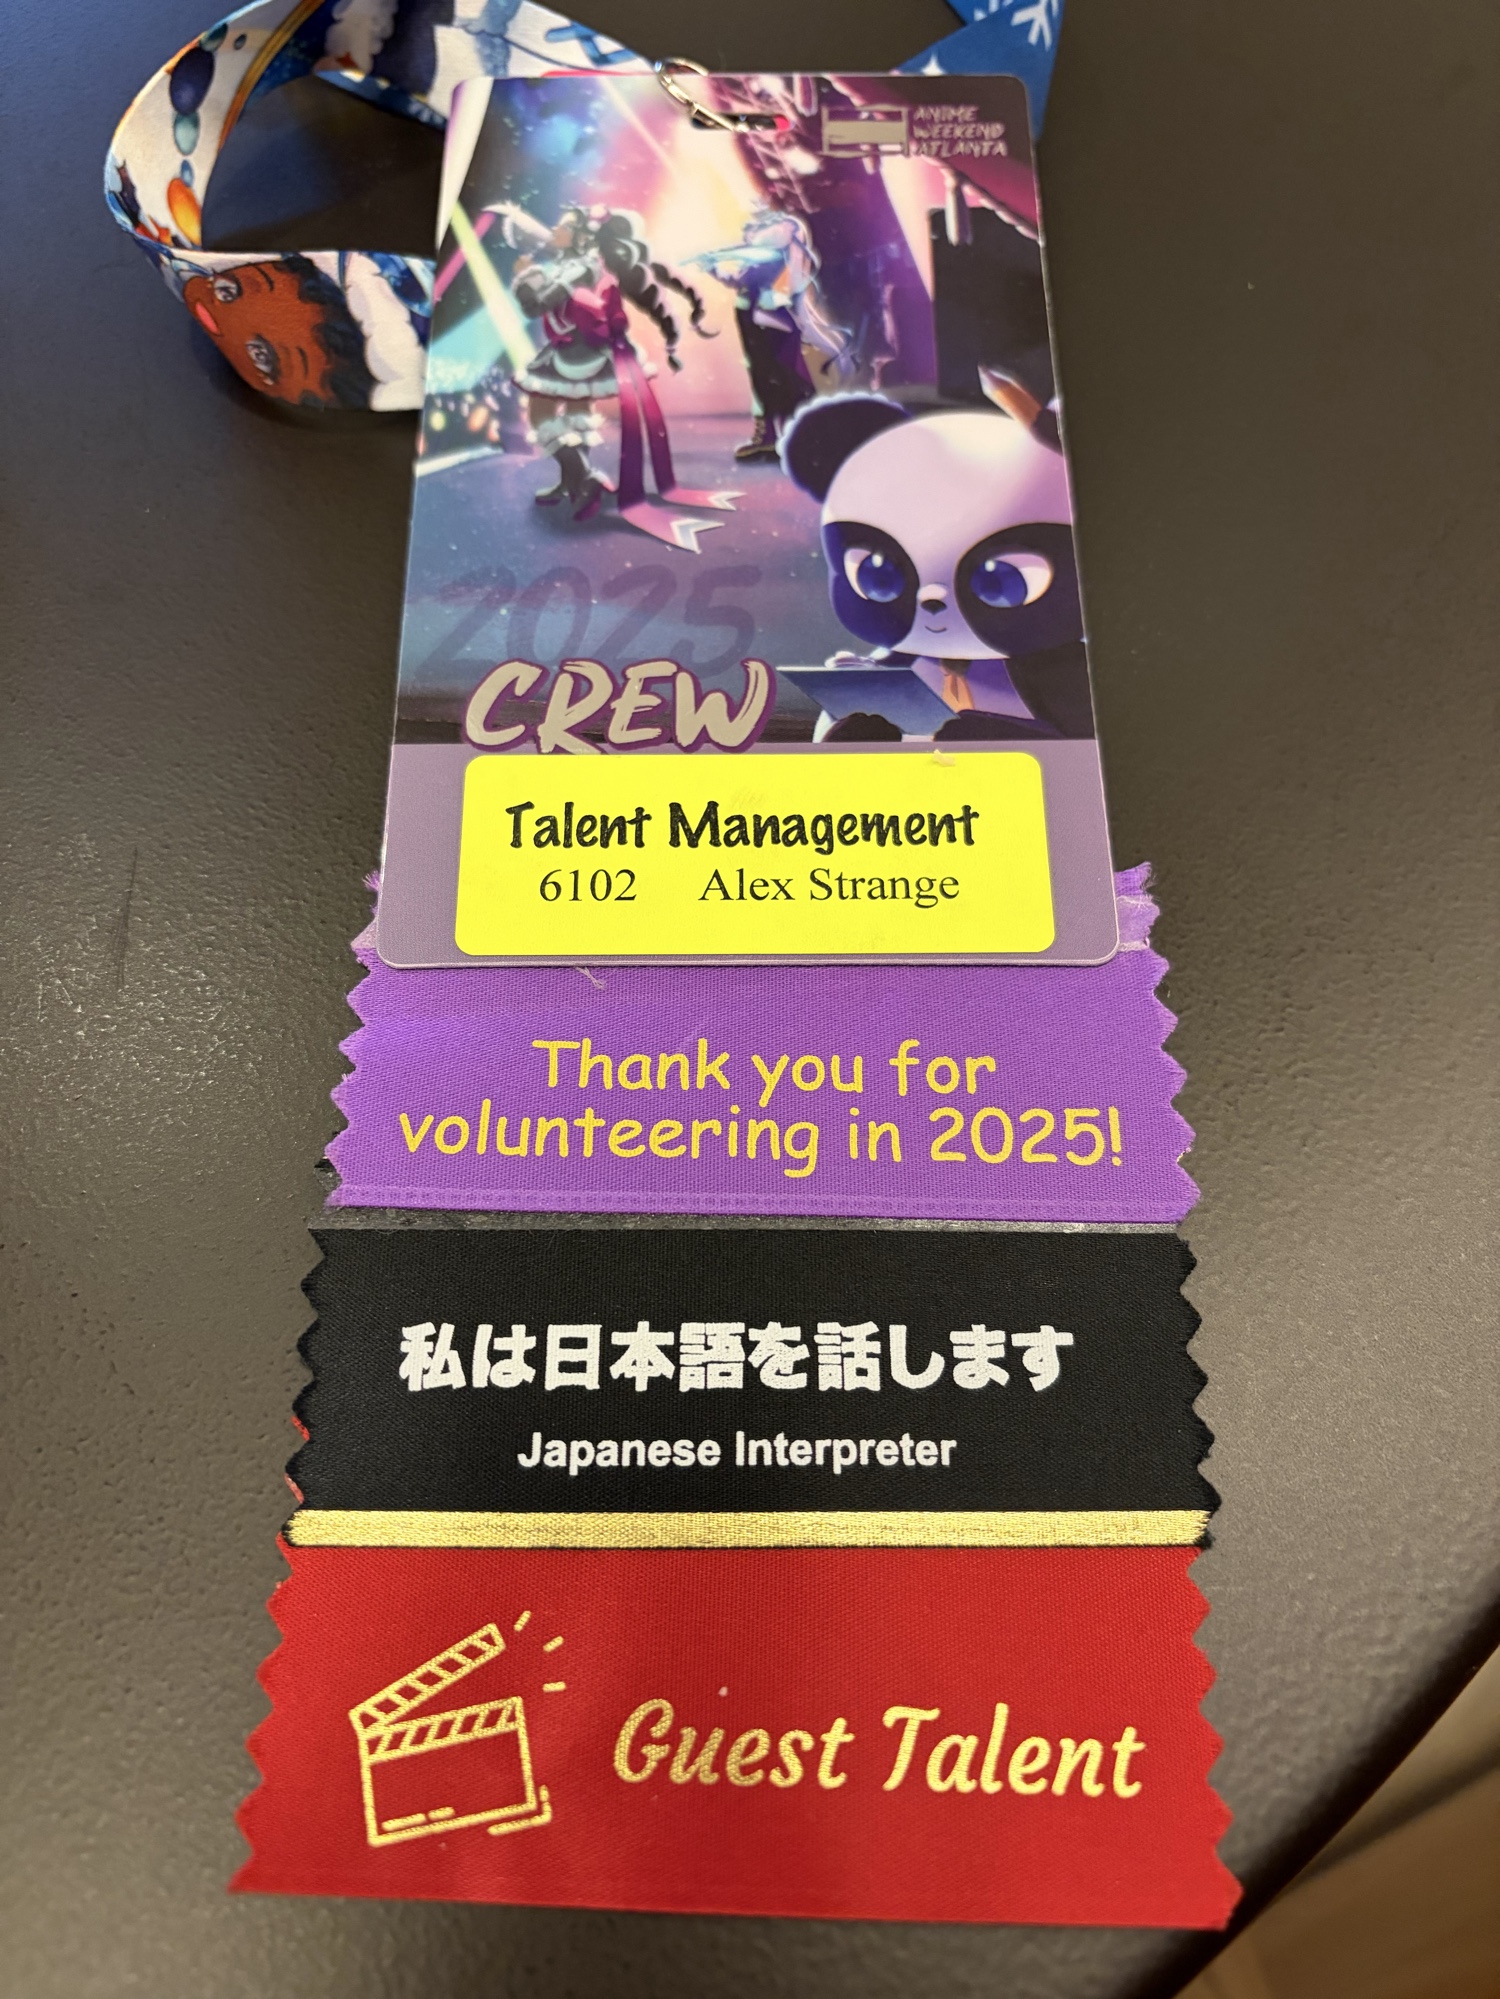 ANIME
WEEKEND
ATLANTA
2025
CREW
Talent Management
6102 Alex Strange
Thank you for
volunteering in 2025!
私は日本語を話します
Japanese Interpreter
Guest Talent